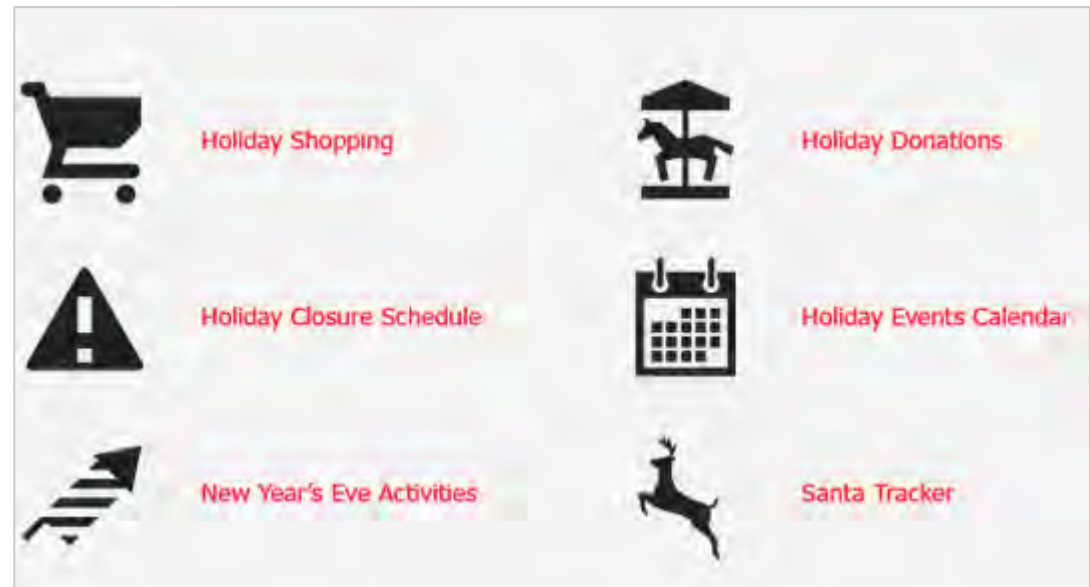 Holiday Shopping
Holiday Donations
Holiday Closure Schedule
Holiday Events Calendar
New Year's Eve Activities
Santa Tracker